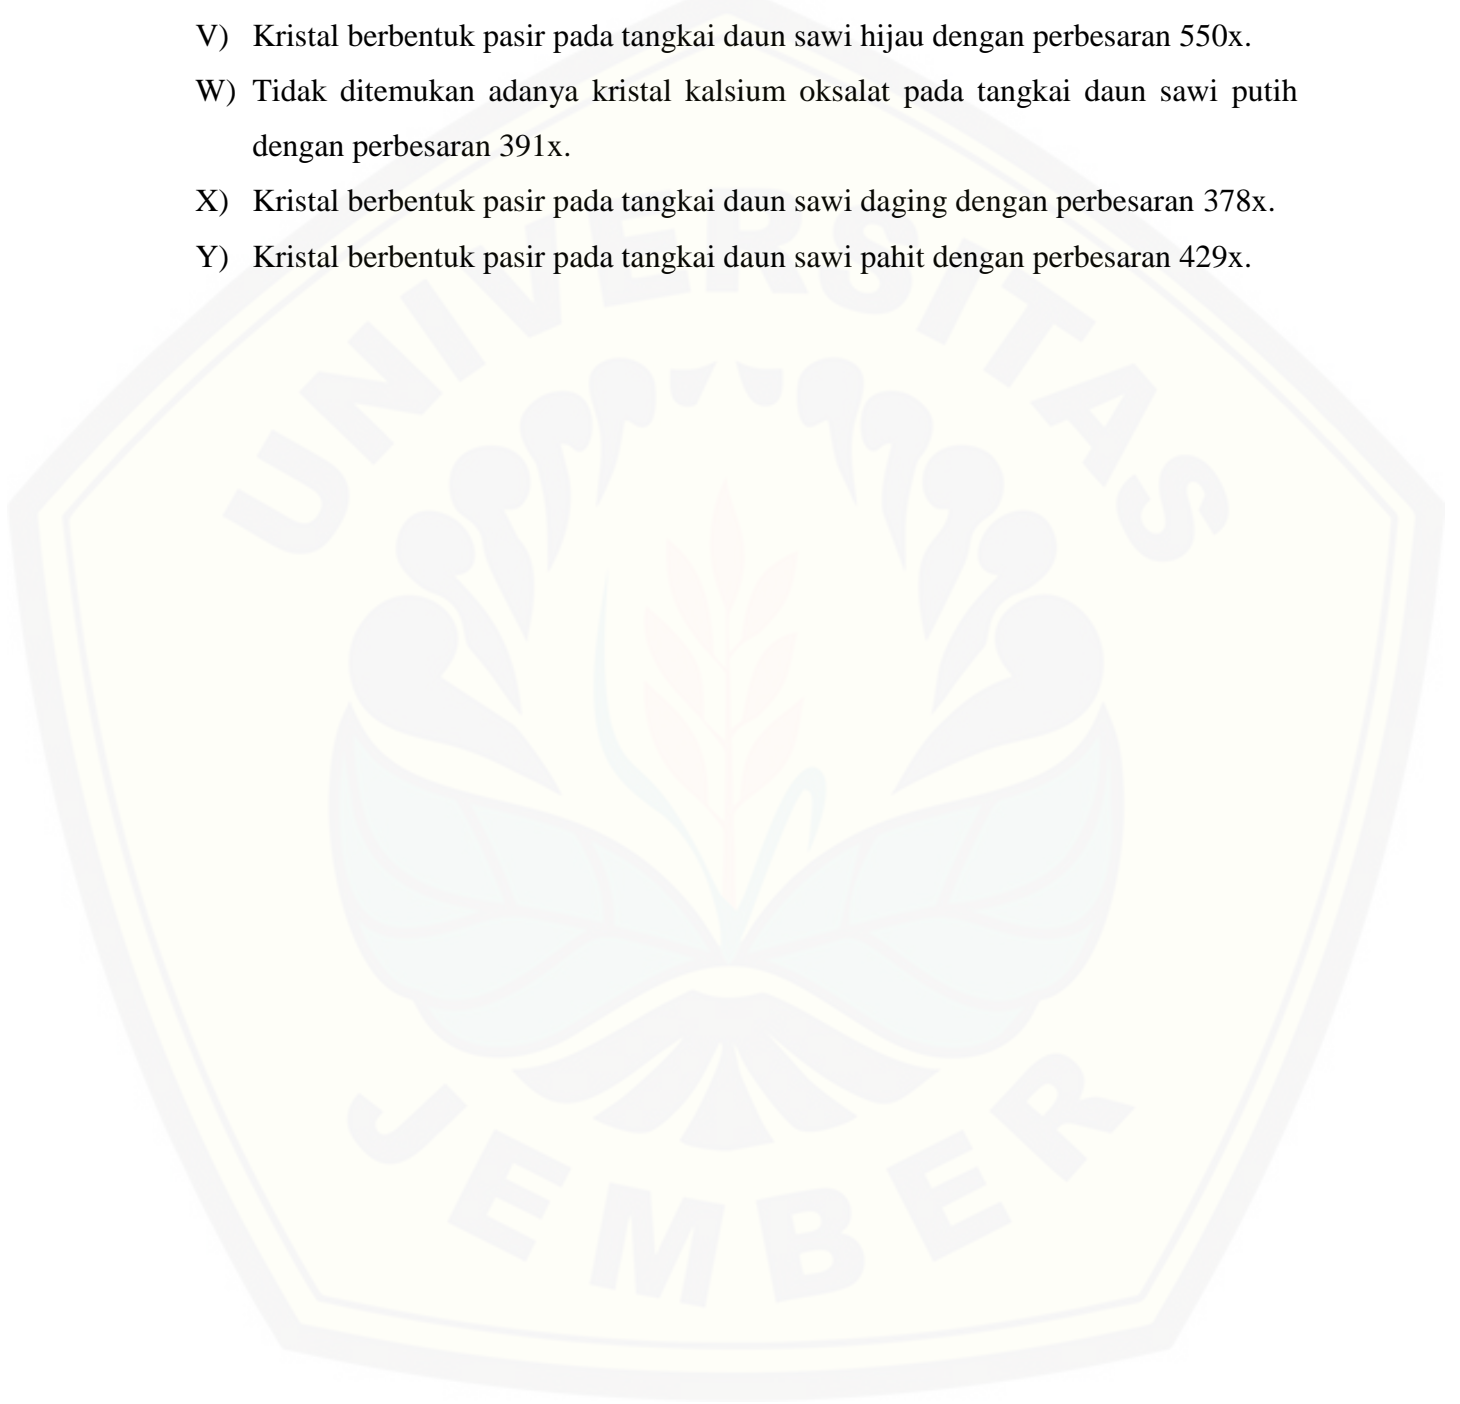 V) Kristal berbentuk pasir pada tangkai daun sawi hijau dengan perbesaran 550x.
W) Tidak ditemukan adanya kristal kalsium oksalat pada tangkai daun sawi putih
dengan perbesaran 391x.
X) Kristal berbentuk pasir pada tangkai daun sawi daging dengan perbesaran 378x.
Y) Kristal berbentuk pasir pada tangkai daun sawi pahit dengan perbesaran 429x.
UNIVERSITAS
JEMBER